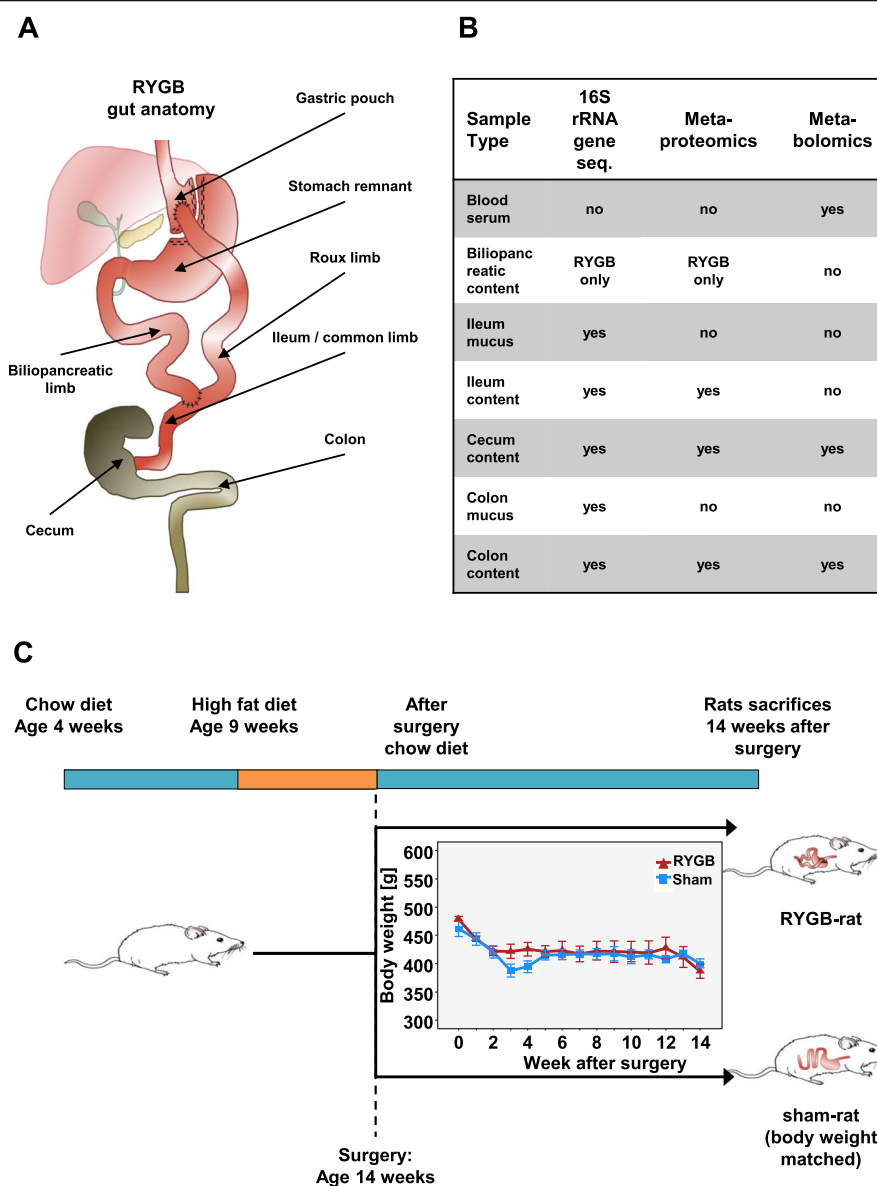 A
RYGB
gut anatomy
Gastric pouch
Stomach remnant
Roux limb
Ileum / common limb
Biliopancreatic
limb
Colon
Cecum
B
Sample
Type
16S
rRNA
gene
seq.
Meta-
proteomics
Meta-
bolomics
Blood
serum
no
no
yes
Biliopanc
reatic
content
RYGB
only
RYGB
only
no
Ileum
mucus
yes
no
no
Ileum
content
yes
yes
no
Cecum
content
yes
yes
yes
Colon
mucus
yes
no
no
Colon
content
yes
yes
yes
C
Chow diet
Age 4 weeks
High fat diet
Age 9 weeks
After
surgery
chow diet
Rats sacrifices
14 weeks after
surgery
Body weight [g]
600
550
500
450
400
350
300
RYGB
Sham
0 2 4 6 8 10 12 14
Week after surgery
RYGB-rat
sham-rat
(body weight
matched)
Surgery:
Age 14 weeks